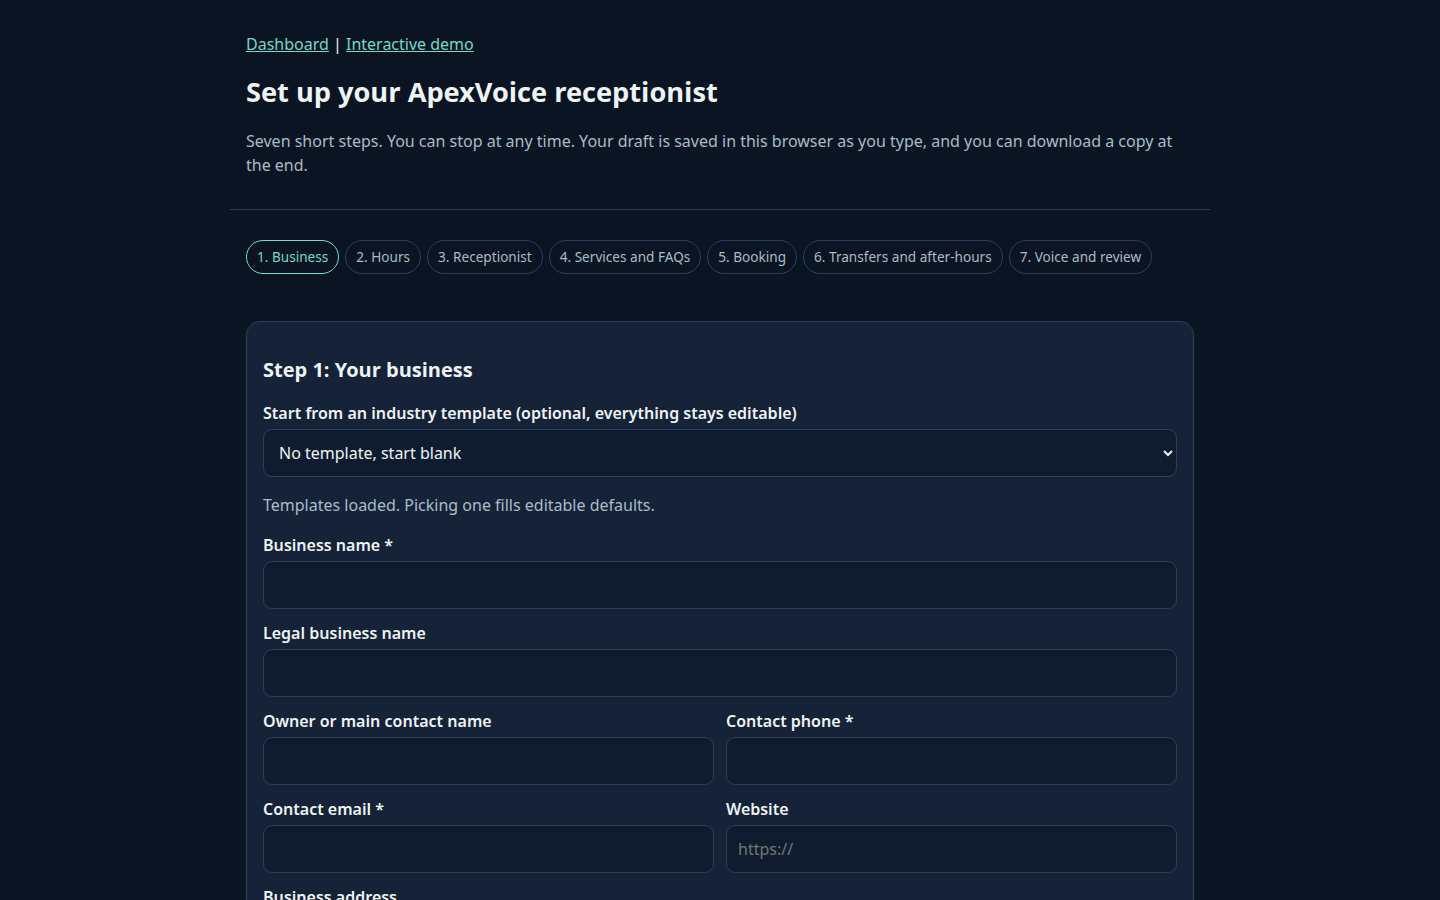 Dashboard | Interactive demo
Set up your ApexVoice receptionist
Seven short steps. You can stop at any time. Your draft is saved in this browser as you type, and you can download a copy at
the end.
1. Business 2. Hours 3. Receptionist 4. Services and FAQs 5. Booking 6. Transfers and after-hours 7. Voice and review
Step 1: Your business
Start from an industry template (optional, everything stays editable)
No template, start blank
Templates loaded. Picking one fills editable defaults.
Business name *
Legal business name
Owner or main contact name Contact phone *
Contact email * Website
https://
Business address